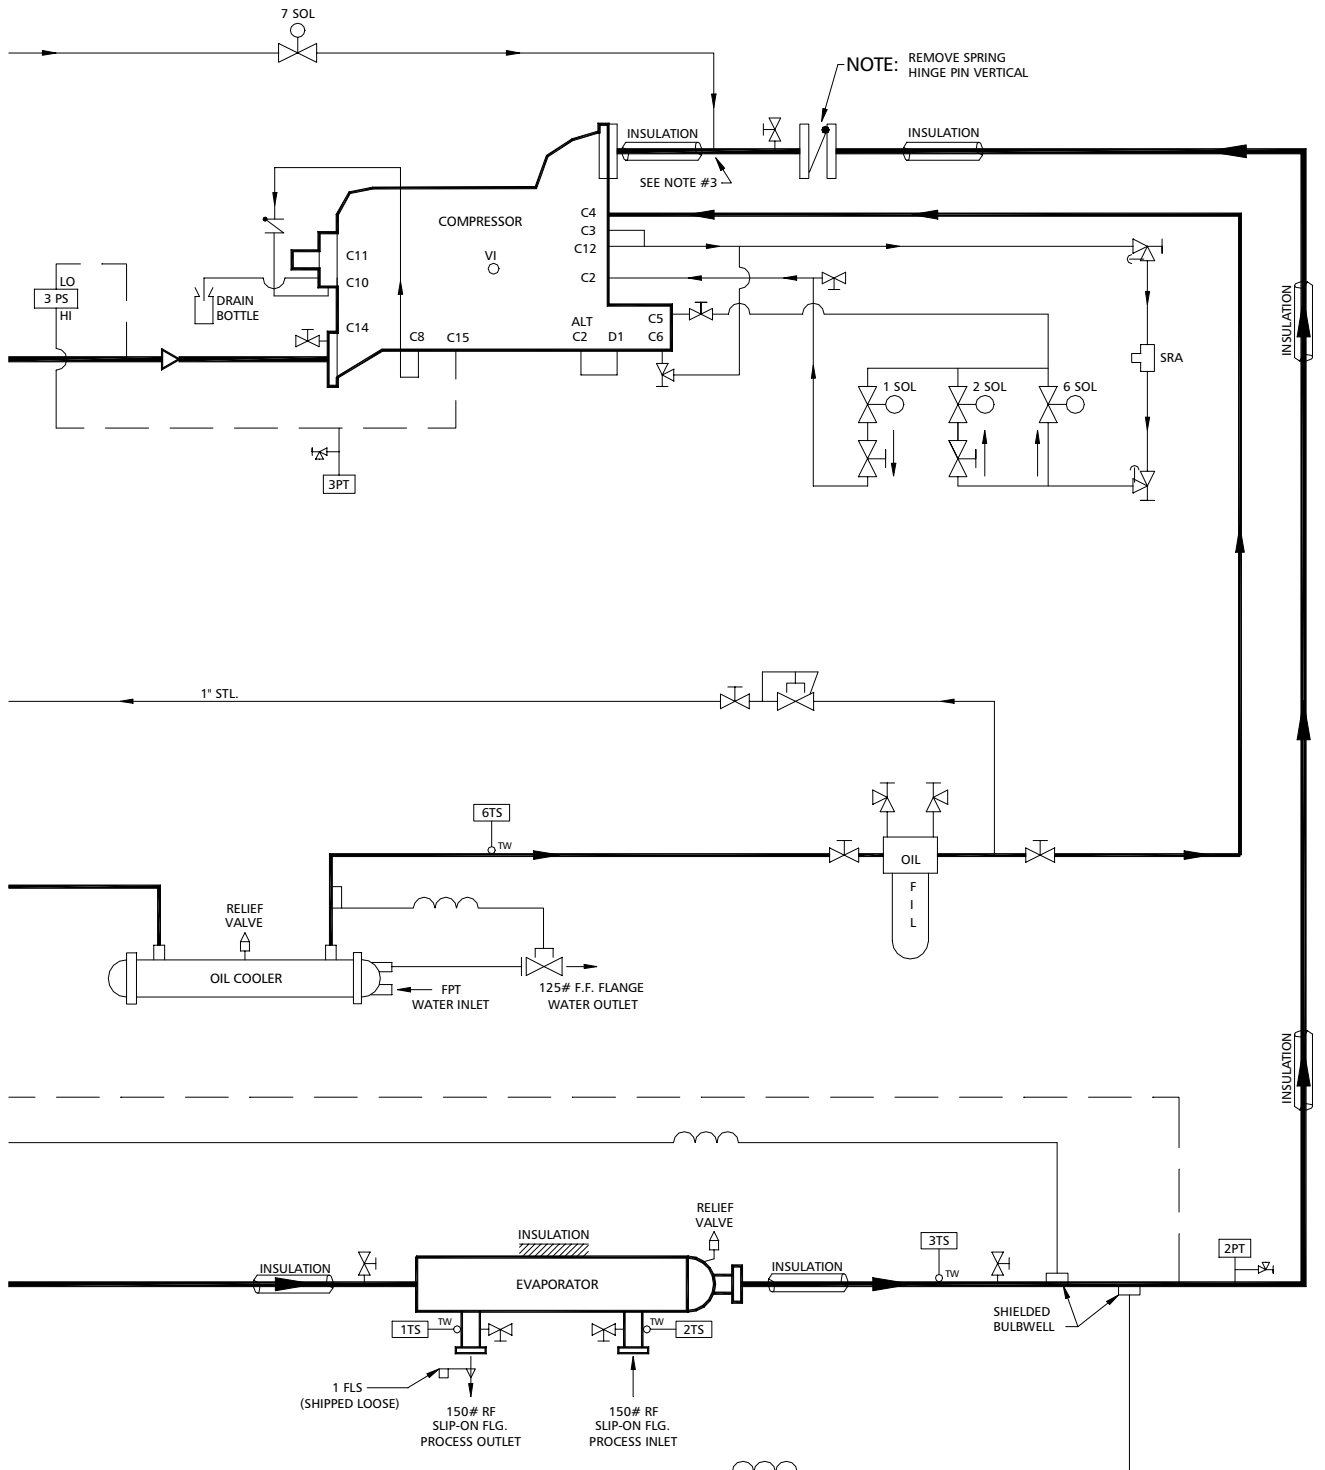 7 SOL
NOTE: REMOVE SPRING
HINGE PIN VERTICAL
INSULATION
INSULATION
SEE NOTE #3
COMPRESSOR
VI
C4
C3
C12
C2
C11
C10
C14
C8
C15
ALT
C2
D1
C5
C6
LO
3 PS
HI
DRAIN
BOTTLE
3PT
1 SOL
2 SOL
6 SOL
SRA
INSULATION
1" STL.
6TS
TW
OIL
F
I
L
RELIEF
VALVE
OIL COOLER
FPT
WATER INLET
125# F.F. FLANGE
WATER OUTLET
INSULATION
RELIEF
VALVE
INSULATION
INSULATION
EVAPORATOR
INSULATION
3TS
TW
2PT
SHIELDED
BULBWELL
1TS
TW
TW
2TS
1 FLS
(SHIPPED LOOSE)
150# RF
SLIP-ON FLG.
PROCESS OUTLET
150# RF
SLIP-ON FLG.
PROCESS INLET